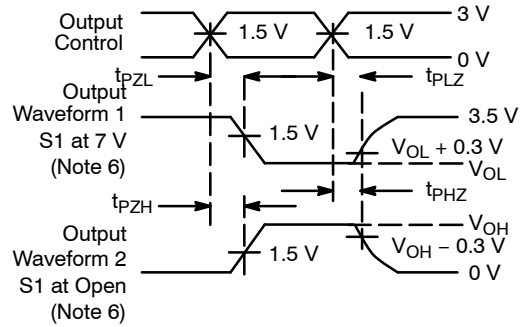 Output
Control
1.5 V
1.5 V
3 V
0 V
tPZL
tPLZ
Output
Waveform 1
S1 at 7 V
(Note 6)
1.5 V
3.5 V
VOL + 0.3 V
VOL
tPZH
tPHZ
Output
Waveform 2
S1 at Open
(Note 6)
1.5 V
VOH
VOH − 0.3 V
0 V